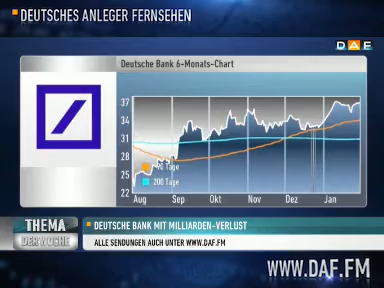 DEUTSCHES ANLEGER FERNSEHEN
DAF
Deutsche Bank 6-Monats-Chart
37
34
31
28
25
22
Tage
200 Tage
Aug
Sep
Okt
Nov
Dez
Jan
THEMA
DER WOCHE
DEUTSCHE BANK MIT MILLIARDEN-VERLUST
ALLE SENDUNGEN AUCH UNTER WWW.DAF.FM
WWW.DAF.FM